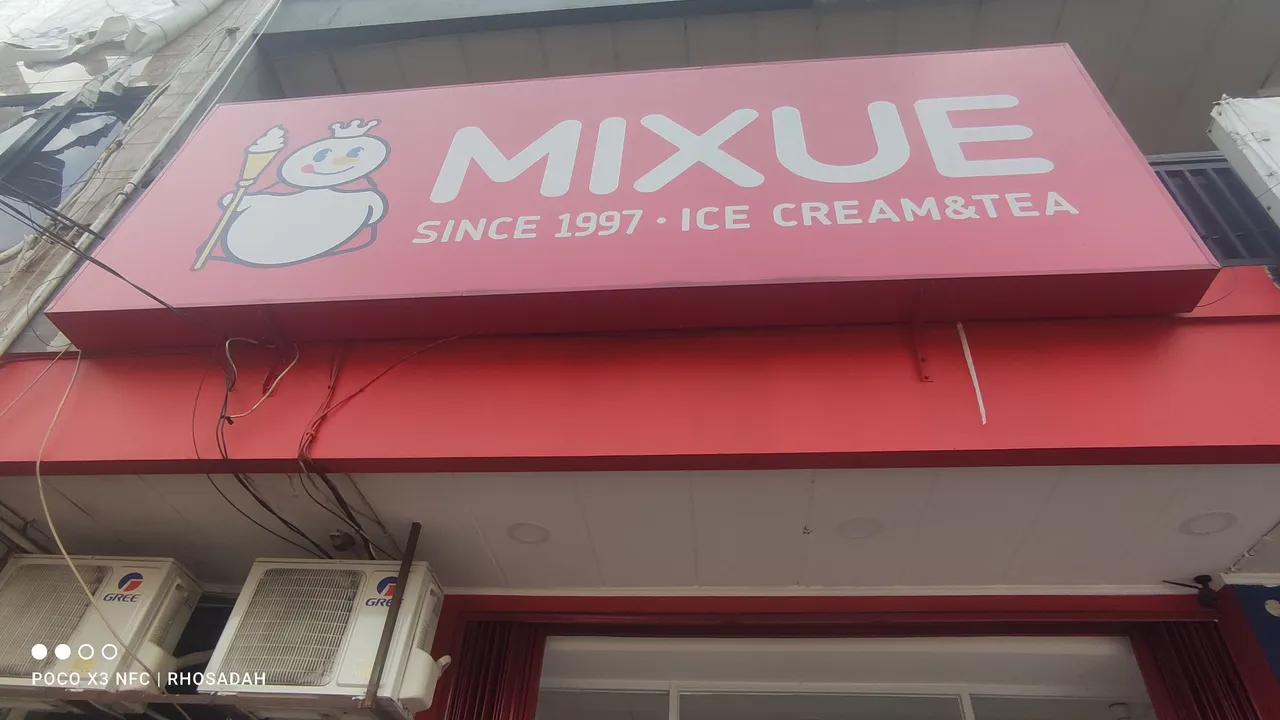 MIXUE
SINCE 1997 · ICE CREAM&TEA
GREE
GREE
POCO X3 NFC | RHOSADAH